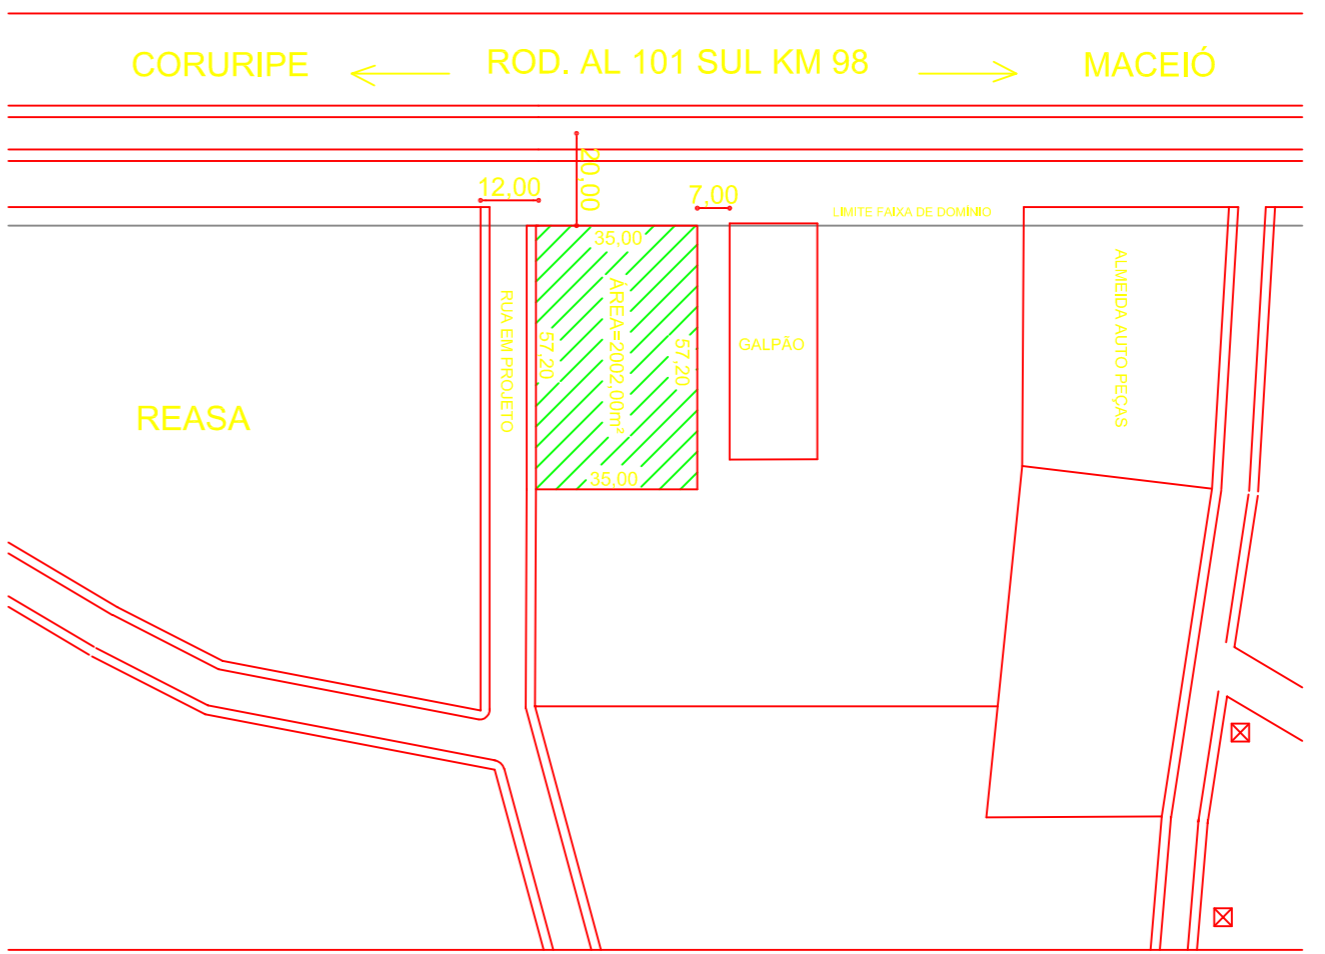 CORURIPE
ROD. AL 101 SUL KM 98
MACEIÓ
20,00
12,00
7,00
LIMITE FAIXA DE DOMÍNIO
35,00
RUA EM PROJETO
57,20
ÁREA=2002,00m²
57,20
GALPÃO
ALMEIDA AUTO PEÇAS
REASA
35,00